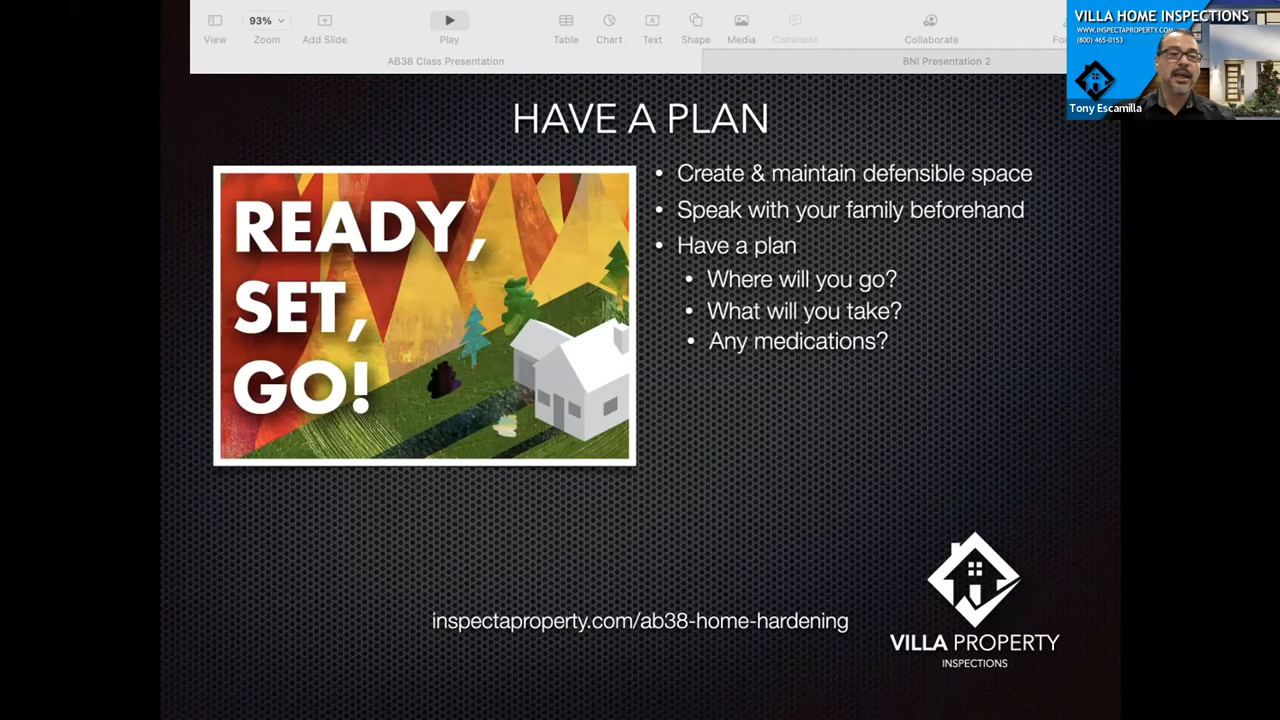 93%
View
Zoom
Add Slide
Play
Table
Chart
Text
Shape
Media
Comment
Collaborate
AB38 Class Presentation
BNI Presentation 2
VILLA HOME INSPECTIONS
WWW.INSPECTAPROPERTY.COM
(800) 465-0153
Tony Escamilla
HAVE A PLAN
READY,
SET,
GO!
• Create & maintain defensible space
• Speak with your family beforehand
• Have a plan
• Where will you go?
• What will you take?
• Any medications?
inspectaproperty.com/ab38-home-hardening
VILLA PROPERTY
INSPECTIONS